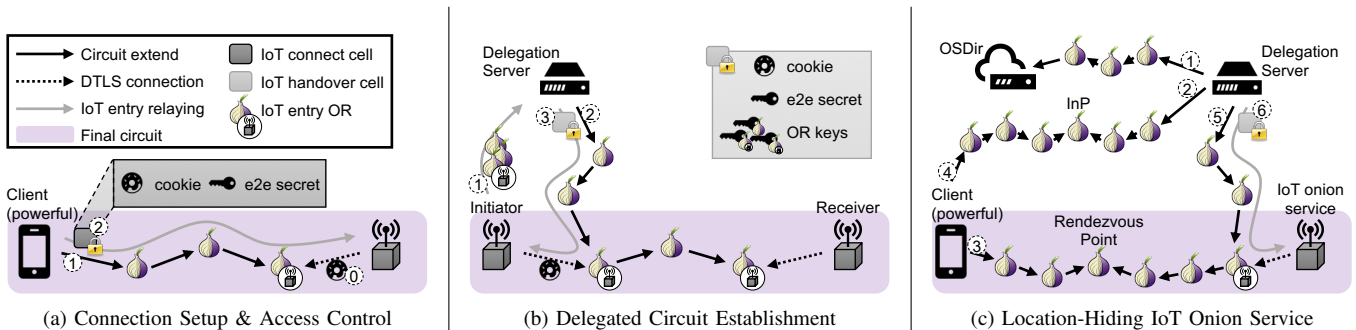 Circuit extend
DTLS connection
IoT entry relaying
Final circuit
IoT connect cell
IoT handover cell
IoT entry OR
cookie
e2e secret
Client
(powerful)
2
1
0
(a) Connection Setup & Access Control
Delegation
Server
3
2
1
cookie
e2e secret
OR keys
Initiator
Receiver
cookie
(b) Delegated Circuit Establishment
OSDir
1
Delegation
Server
2
InP
5
6
4
Client
(powerful)
3
Rendezvous
Point
IoT onion
service
(c) Location-Hiding IoT Onion Service